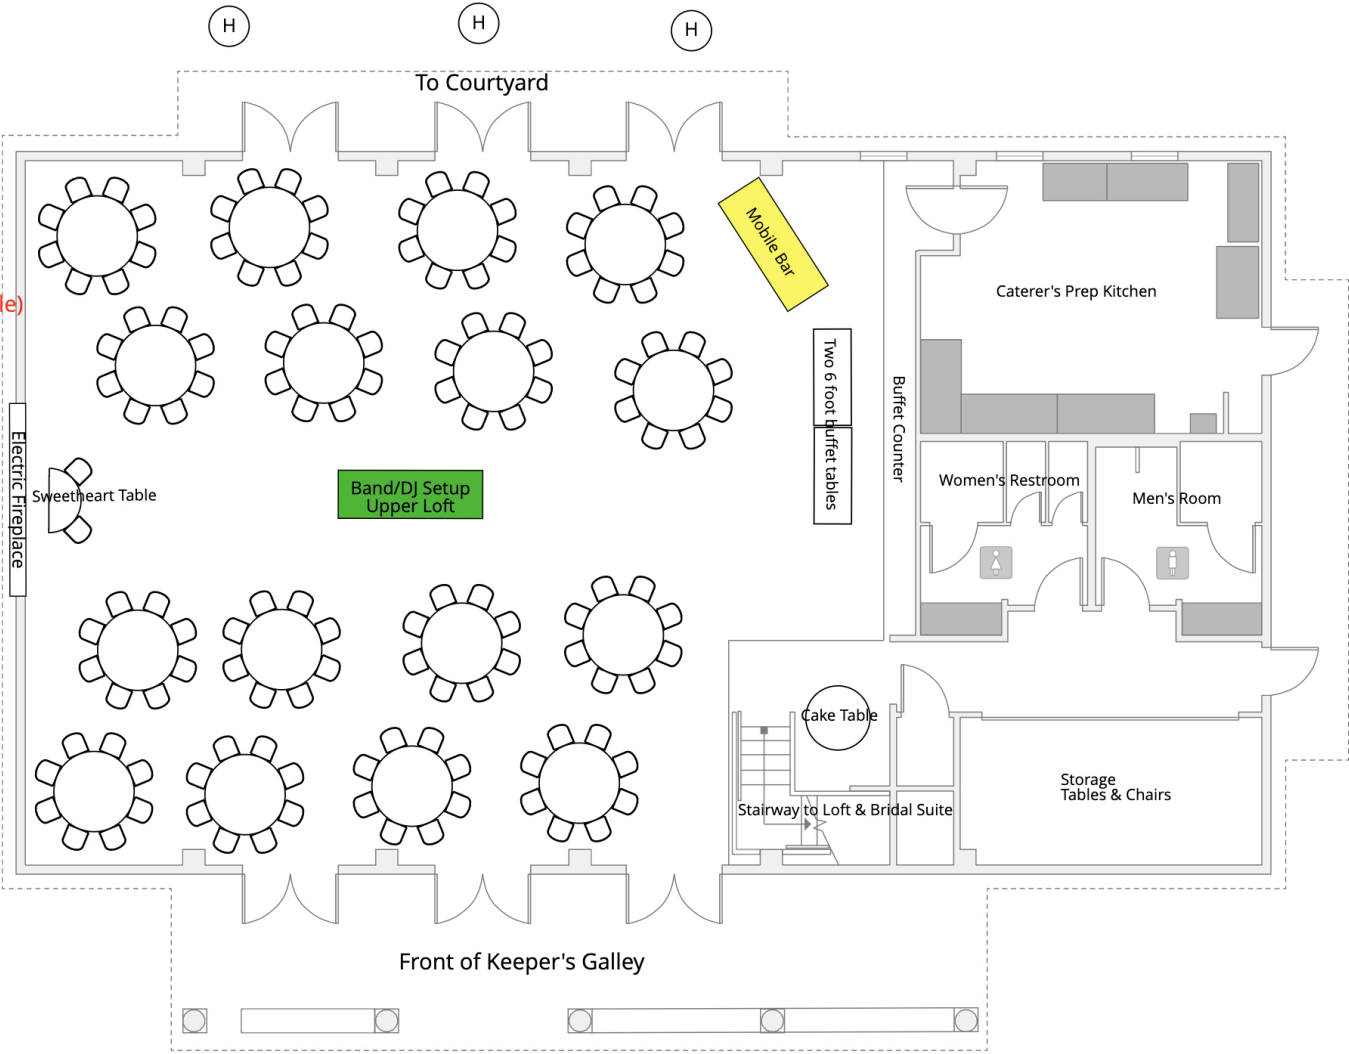 H
H
H
To Courtyard
Mobile Bar
Caterer's Prep Kitchen
le)
Two 6 foot buffet tables
Buffet Counter
Electric Fireplace
Sweetheart Table
Band/DJ Setup
Upper Loft
Women's Restroom
Men's Room
Cake Table
Storage
Tables & Chairs
Stairway to Loft & Bridal Suite
Front of Keeper's Galley